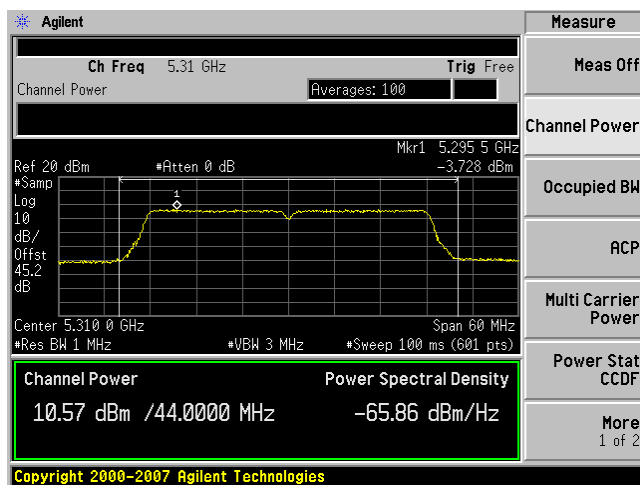 Agilent
Measure
Ch Freq 5.31 GHz Trig Free
Channel Power Averages: 100
Mkr1 5.295 5 GHz
Ref 20 dBm #Atten 0 dB -3.728 dBm
#Samp
Log
10
dB/
Offst
45.2
dB
1
Center 5.310 0 GHz Span 60 MHz
#Res BW 1 MHz #VBW 3 MHz #Sweep 100 ms (601 pts)
Channel Power Power Spectral Density
10.57 dBm /44.0000 MHz -65.86 dBm/Hz
Meas Off
Channel Power
Occupied BW
ACP
Multi Carrier
Power
Power Stat
CCDF
More
1 of 2
Copyright 2000-2007 Agilent Technologies